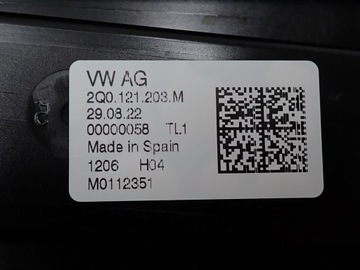 VW AG
2Q0.121.203.M
29.08.22
00000058 TL1
Made in Spain
1206 H04
M0112351